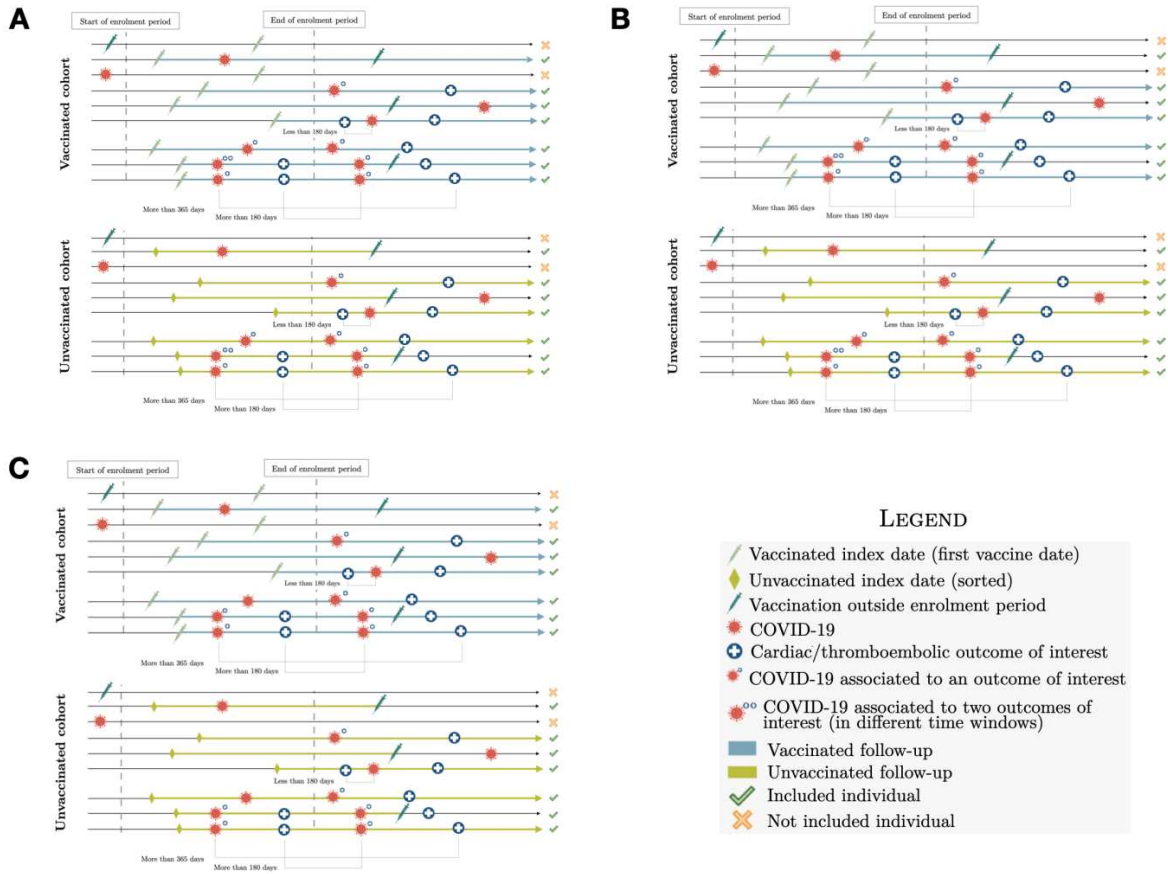 A
Start of enrolment period
End of enrolment period
Vaccinated cohort
Less than 180 days
More than 365 days
More than 180 days
Unvaccinated cohort
Less than 180 days
More than 365 days
More than 180 days
B
Start of enrolment period
End of enrolment period
Vaccinated cohort
Less than 180 days
More than 365 days
More than 180 days
Unvaccinated cohort
Less than 180 days
More than 365 days
More than 180 days
C
Start of enrolment period
End of enrolment period
Vaccinated cohort
Less than 180 days
More than 365 days
More than 180 days
Unvaccinated cohort
Less than 180 days
More than 365 days
More than 180 days
LEGEND
Vaccinated index date (first vaccine date)
Unvaccinated index date (sorted)
Vaccination outside enrolment period
COVID-19
Cardiac/thromboembolic outcome of interest
COVID-19 associated to an outcome of interest
COVID-19 associated to two outcomes of
interest (in different time windows)
Vaccinated follow-up
Unvaccinated follow-up
Included individual
Not included individual